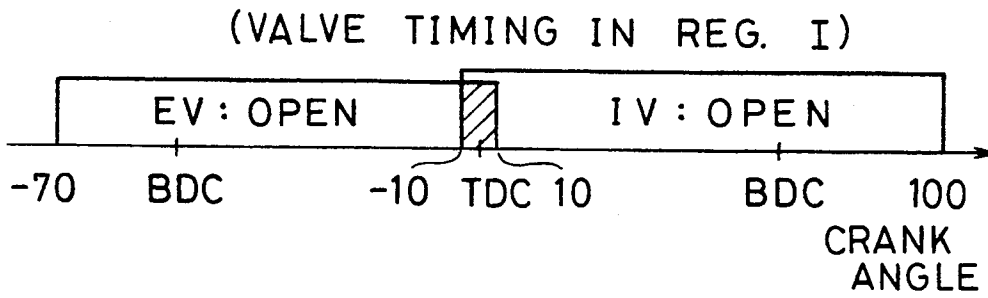 (VALVE TIMING IN REG. I)
EV: OPEN
IV: OPEN
-70 BDC -10 TDC 10 BDC 100
CRANK
ANGLE